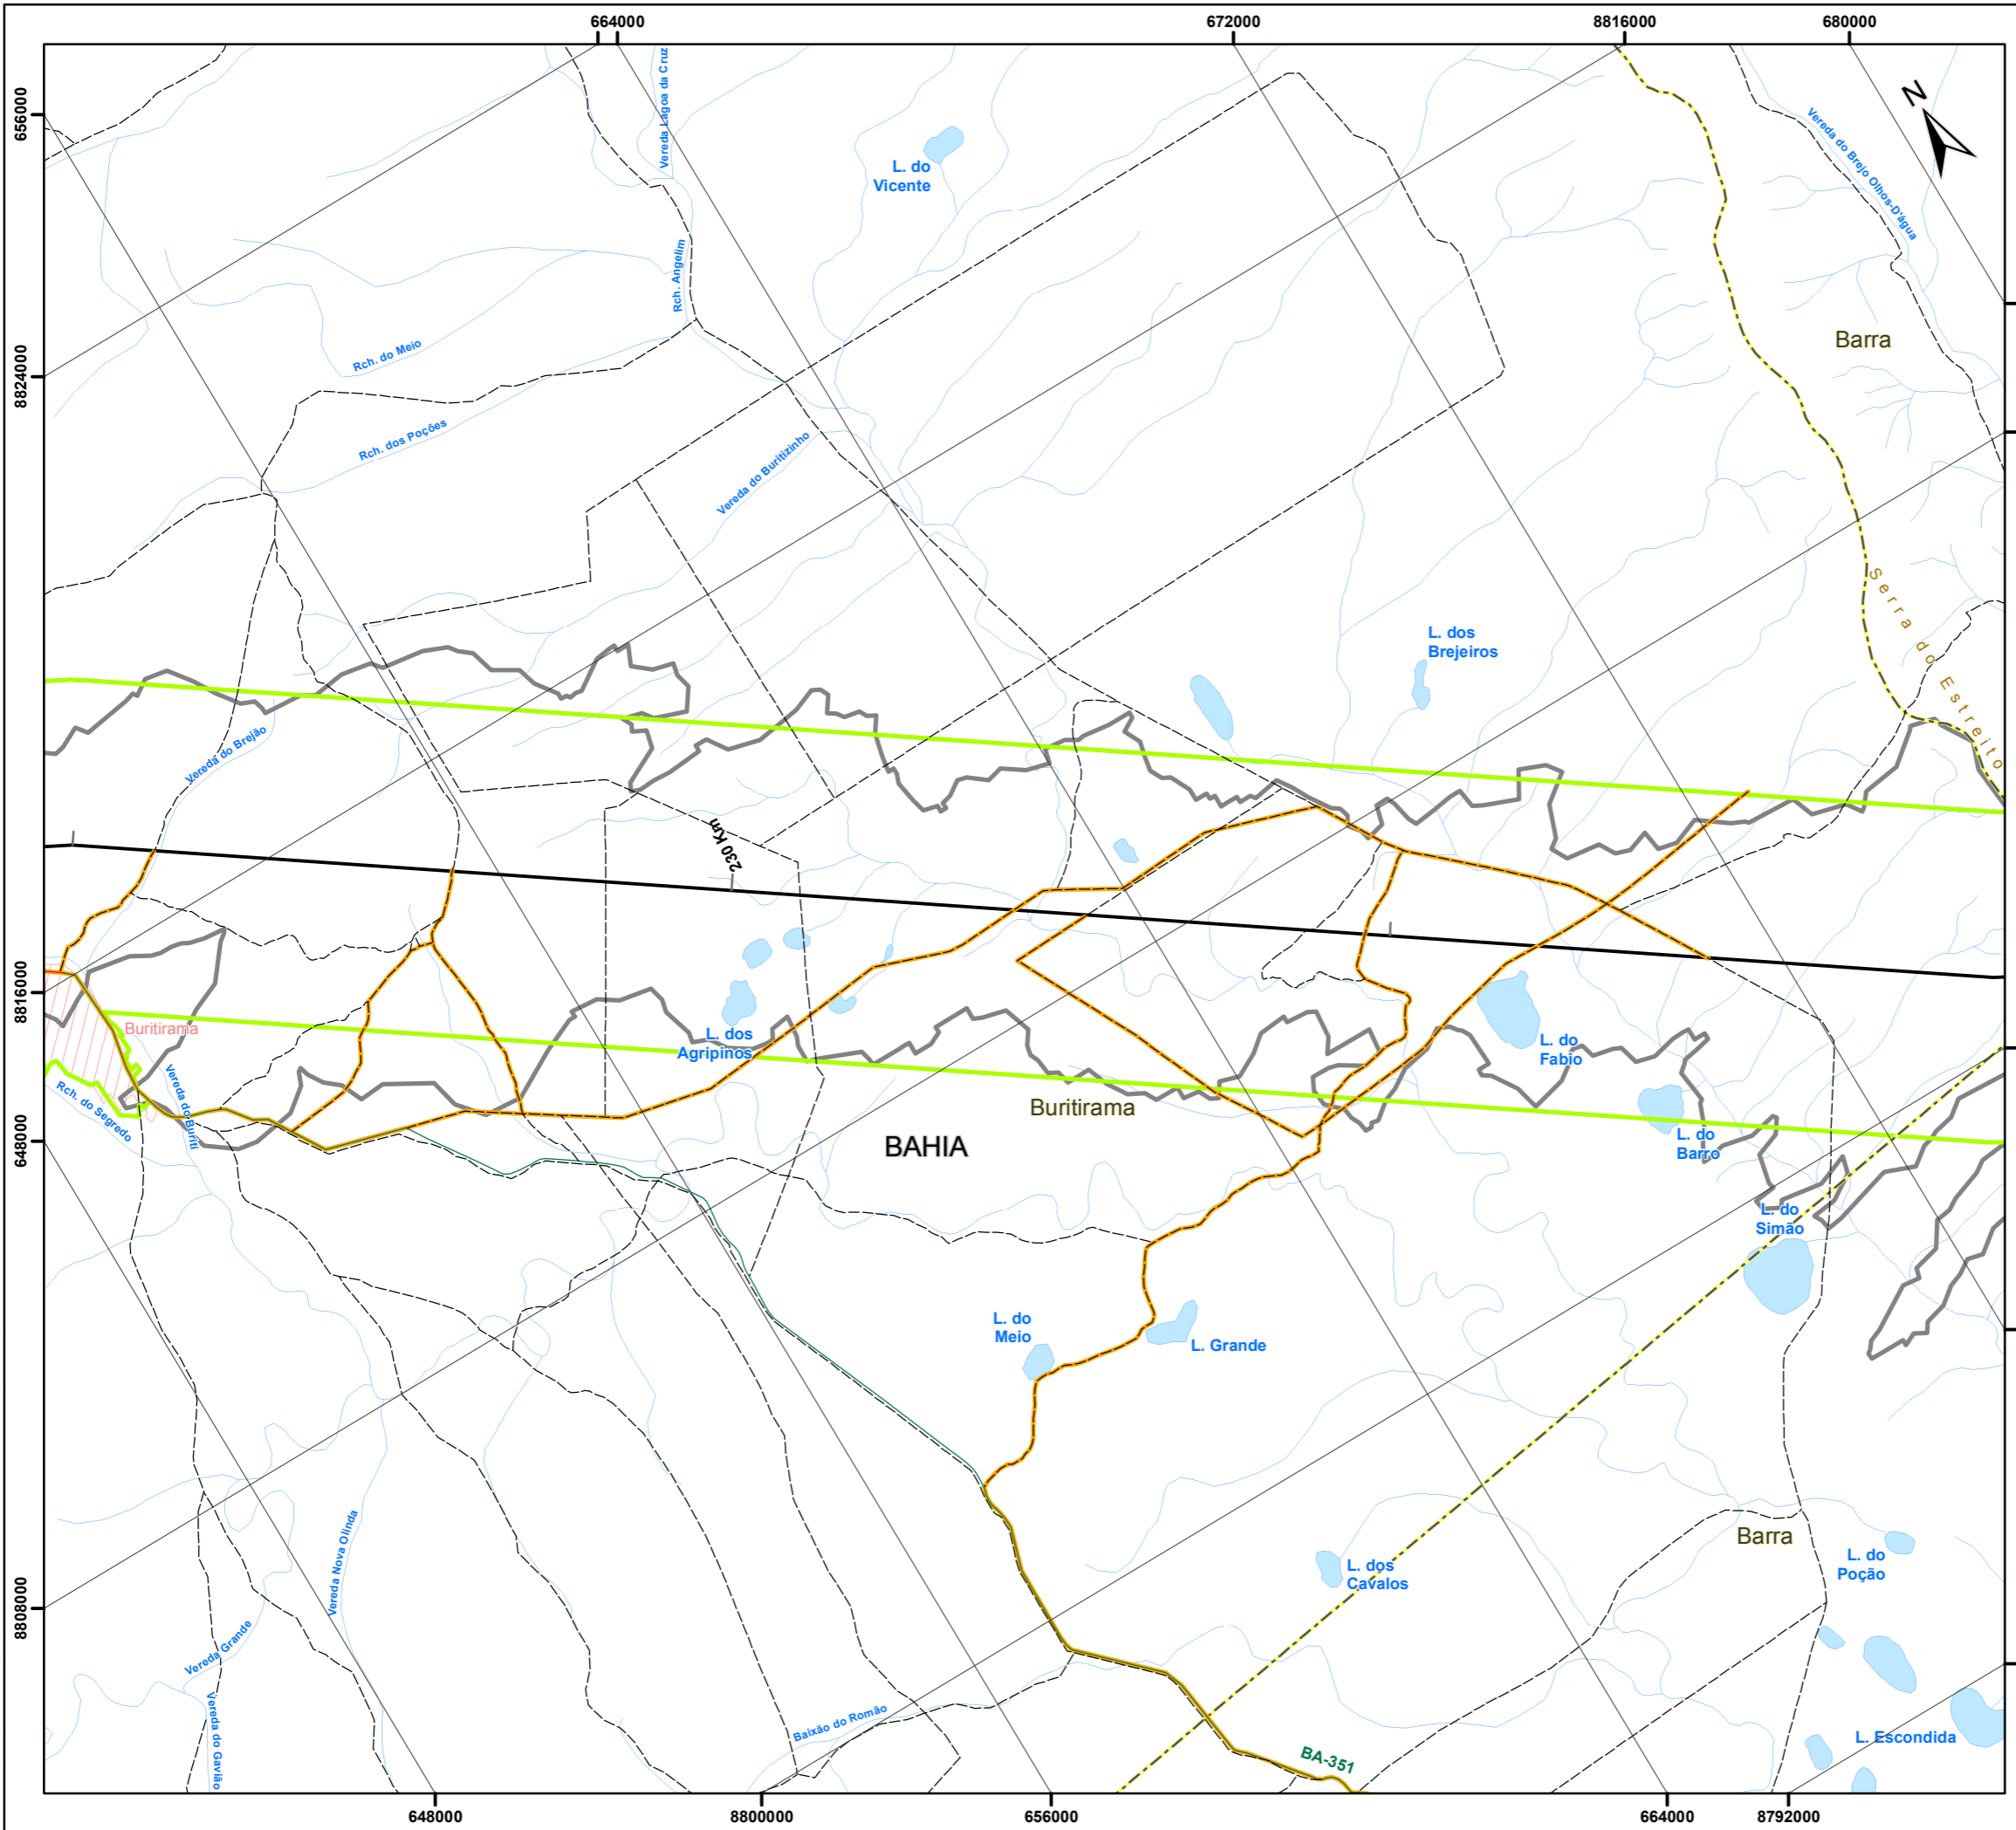 664000
672000
8816000
680000
656000
8824000
8816000
648000
8808000
N
Vereda Lagoa da Cruz
L. do
Vicente
Vereda do Brejo Olhos-D'água
Rch. Angelim
Rch. do Meio
Barra
Rch. dos Poções
Vereda do Buritizinho
Serra do Estreito
L. dos
Brejeiros
Vereda do Brejão
230 Km
Buritirama
L. dos
Agripinos
L. do
Fabio
Rch. do Segredo
Vereda do Buriti
Buritirama
BAHIA
L. do
Barro
L. do
Simão
L. do
Meio
L. Grande
Vereda Nova Olinda
Barra
L. dos
Cavalos
L. do
Poção
Vereda Grande
Vereda do Gavião
Baixão do Romão
BA-351
L. Escondida
648000
8800000
656000
664000
8792000